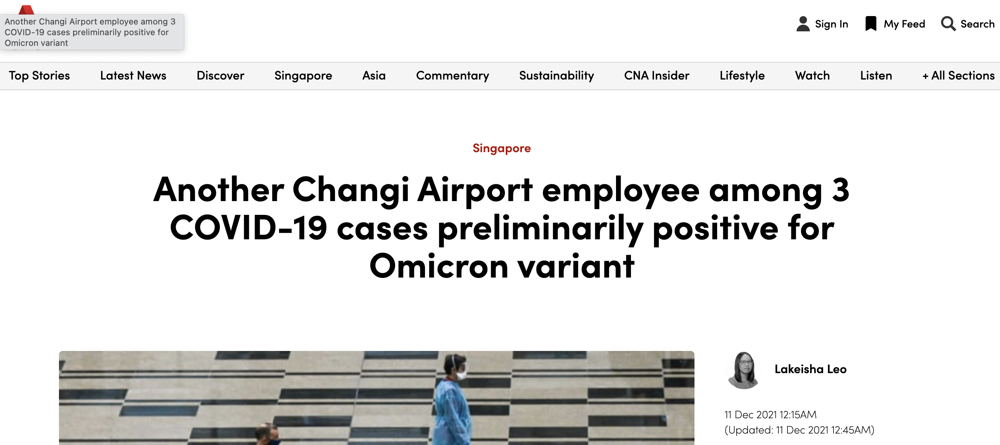 Another Changi Airport employee among 3
COVID-19 cases preliminarily positive for
Omicron variant
Sign In
My Feed
Search
Top Stories
Latest News
Discover
Singapore
Asia
Commentary
Sustainability
CNA Insider
Lifestyle
Watch
Listen
+ All Sections
Singapore
Another Changi Airport employee among 3
COVID-19 cases preliminarily positive for
Omicron variant
Lakeisha Leo
11 Dec 2021 12:15AM
(Updated: 11 Dec 2021 12:45AM)